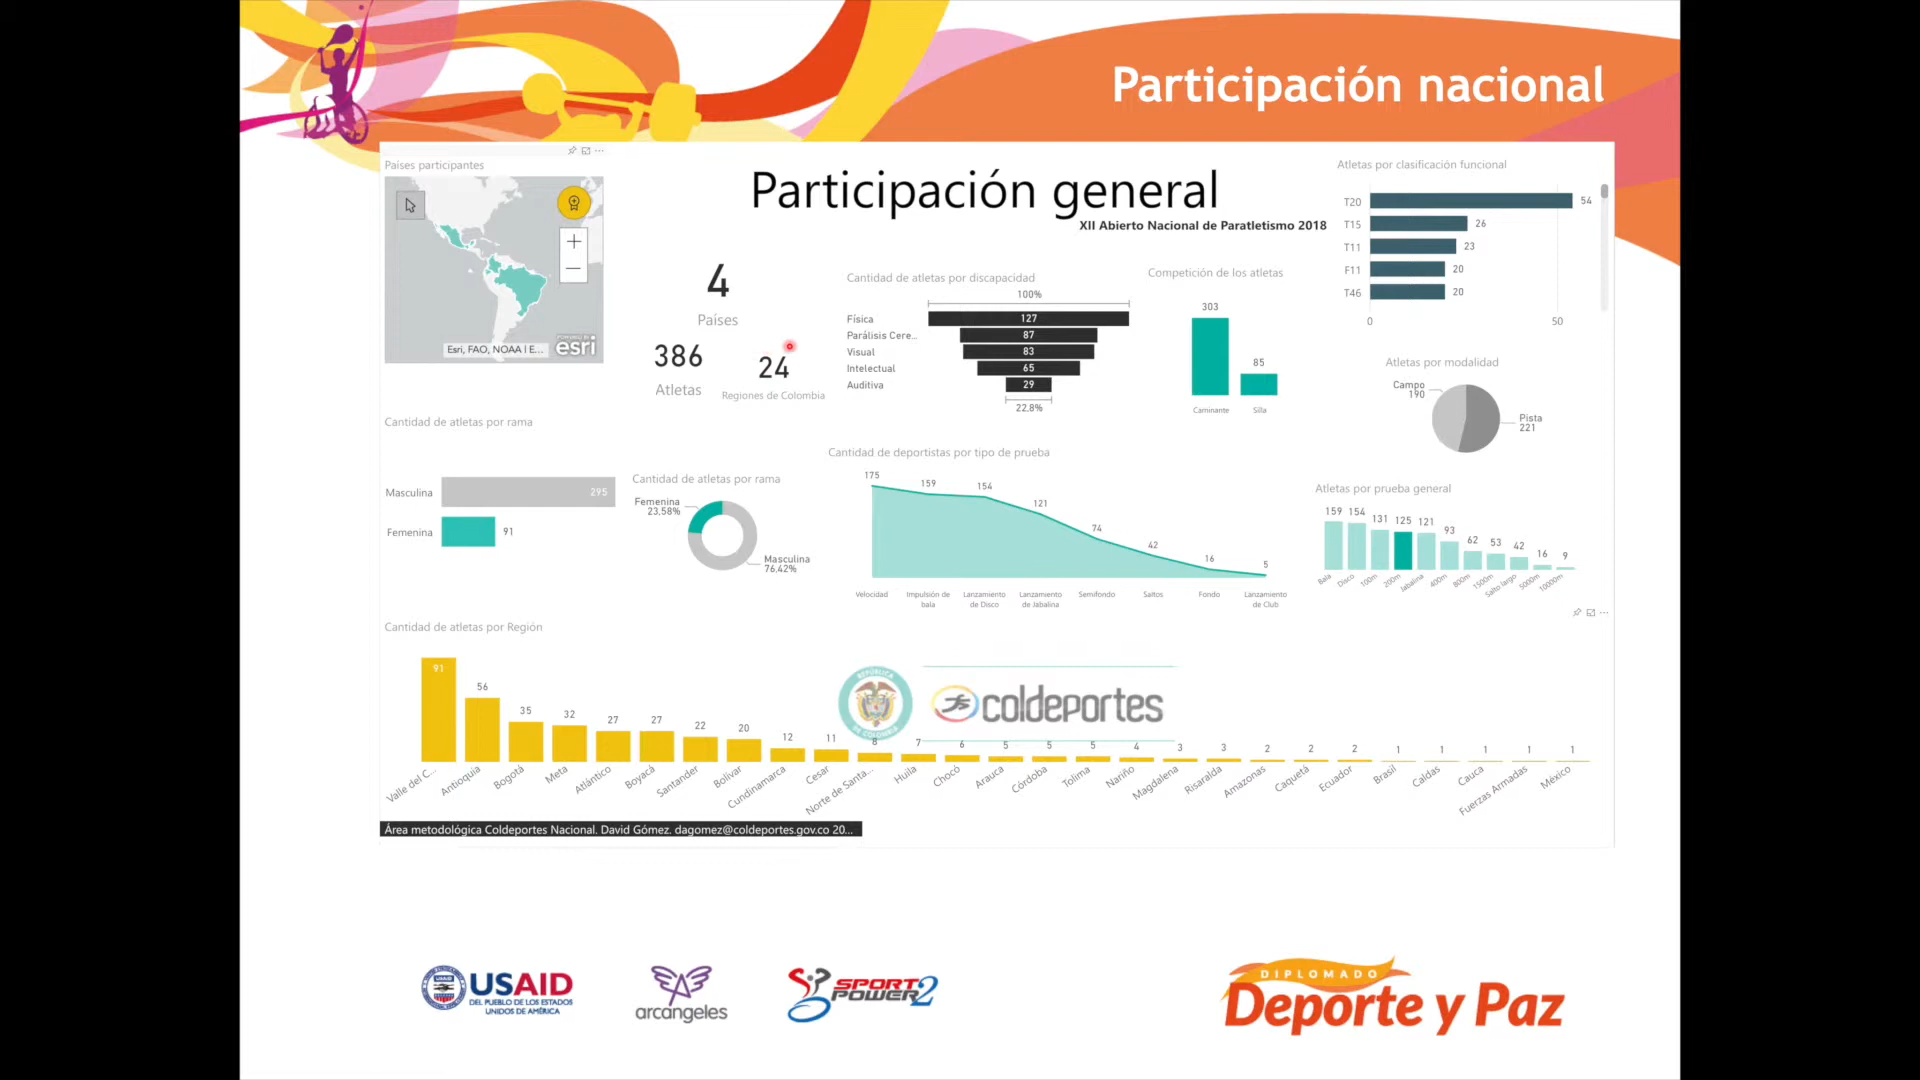 Participación nacional
Países participantes
Esri, FAO, NOAA | E...
POWERED BY
esri
Participación general
XII Abierto Nacional de Paratletismo 2018
4
Países
386
Atletas
24
Regiones de Colombia
Cantidad de atletas por discapacidad
100%
Física 127
Parálisis Cere... 87
Visual 83
Intelectual 65
Auditiva 29
22,8%
Competición de los atletas
303
85
Caminante Silla
Atletas por clasificación funcional
T20 54
T15 26
T11 23
F11 20
T46 20
0 50
Atletas por modalidad
Campo
190
Pista
221
Cantidad de atletas por rama
Masculina 295
Femenina 91
Cantidad de atletas por rama
Femenina
23,58%
Masculina
76,42%
Cantidad de deportistas por tipo de prueba
175 159 154 121 74 42 16 5
Velocidad Impulsión de bala Lanzamiento de Disco Lanzamiento de Jabalina Semifondo Saltos Fondo Lanzamiento de Club
Atletas por prueba general
159 154 131 125 121 93 62 53 42 16 9
Bala Disco 100m 200m Jabalina 400m 800m 1500m Salto largo 5000m 10000m
Cantidad de atletas por Región
91 56 35 32 27 27 22 20 12 11 8 7 6 5 5 5 4 3 3 2 2 2 1 1 1 1 1
Valle del C... Antioquia Bogotá Meta Atlántico Boyacá Santander Bolívar Cundinamarca Cesar Norte de Santa... Huila Chocó Arauca Córdoba Tolima Nariño Magdalena Risaralda Amazonas Caquetá Ecuador Brasil Caldas Cauca Fuerzas Armadas México
REPÚBLICA
DE COLOMBIA
coldeportes
Área metodológica Coldeportes Nacional. David Gómez. dagomez@coldeportes.gov.co 20...
USAID
USAID
DEL PUEBLO DE LOS ESTADOS
UNIDOS DE AMÉRICA
arcangeles
SPORT
POWER2
DIPLOMADO
Deporte y Paz